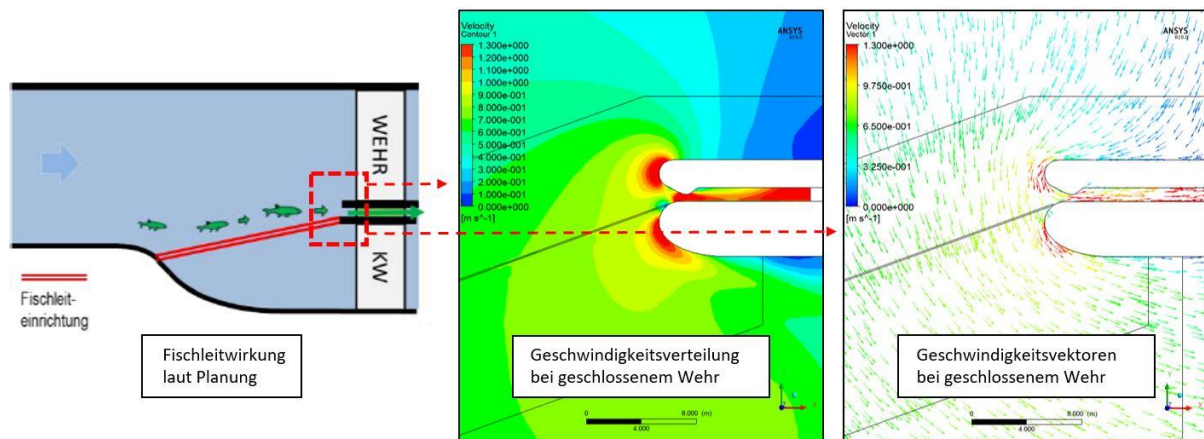 WEHR
KW
Fischleit-
einrichtung
Fischleitwirkung
laut Planung
Velocity
Contour 1
1.300e+000
1.200e+000
1.100e+000
1.000e+000
9.000e-001
8.000e-001
7.000e-001
6.000e-001
5.000e-001
4.000e-001
3.000e-001
2.000e-001
1.000e-001
0.000e+000
[m s^-1]
ANSYS
R19.0
Geschwindigkeitsverteilung
bei geschlossenem Wehr
0
8.000 (m)
4.000
Y
X
Velocity
Vector 1
1.300e+000
9.750e-001
6.500e-001
3.250e-001
0.000e+000
[m s^-1]
ANSYS
R19.0
Geschwindigkeitsvektoren
bei geschlossenem Wehr
0
8.000 (m)
4.000
Y
X